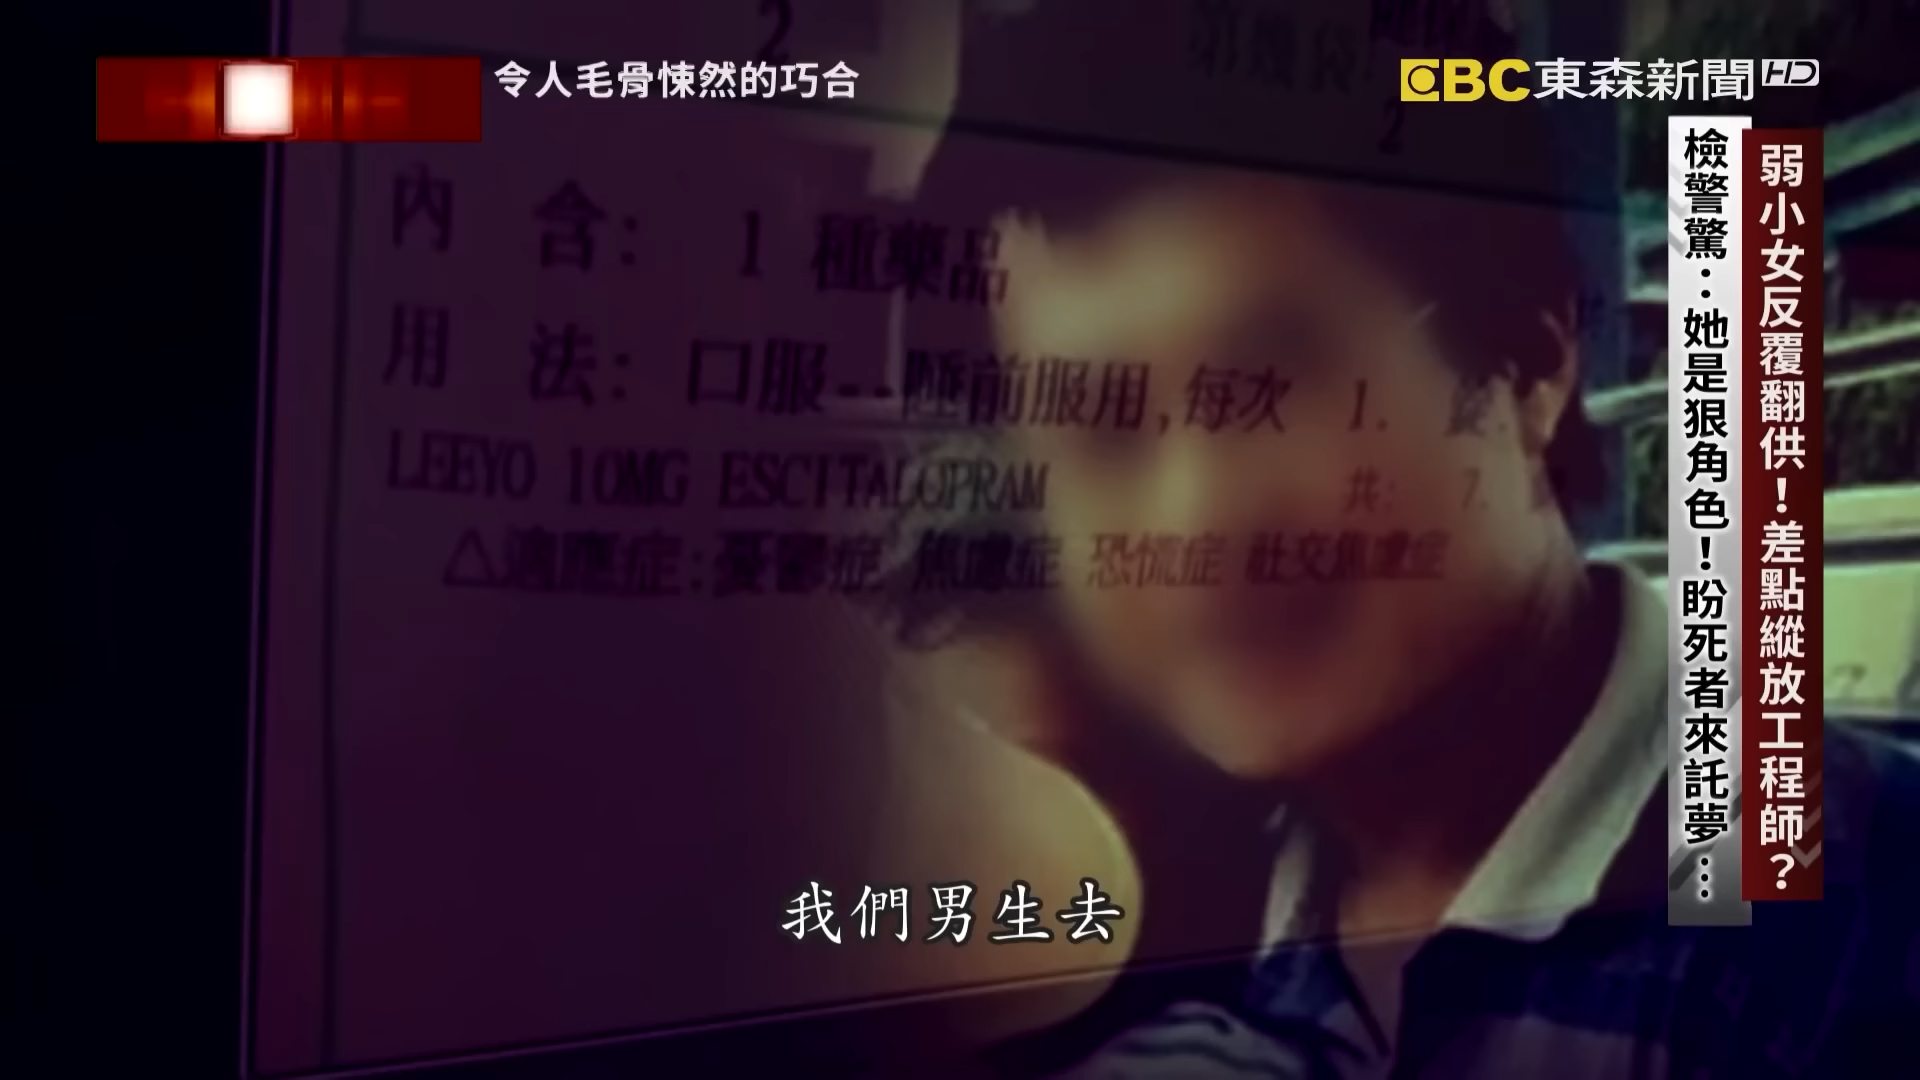 令人毛骨悚然的巧合
EBC東森新聞HD
弱小女反覆翻供！差點縱放工程師？
檢警驚：她是狠角色！盼死者來託夢…
2
2
內 含： 1 種藥品
用 法： 口服--睡前服用,每次 1.
LEEYO 10MG ESCITALOPRAM 共: 7.
△適應症:憂鬱症 焦慮症 恐慌症 社交焦慮症
我們男生去